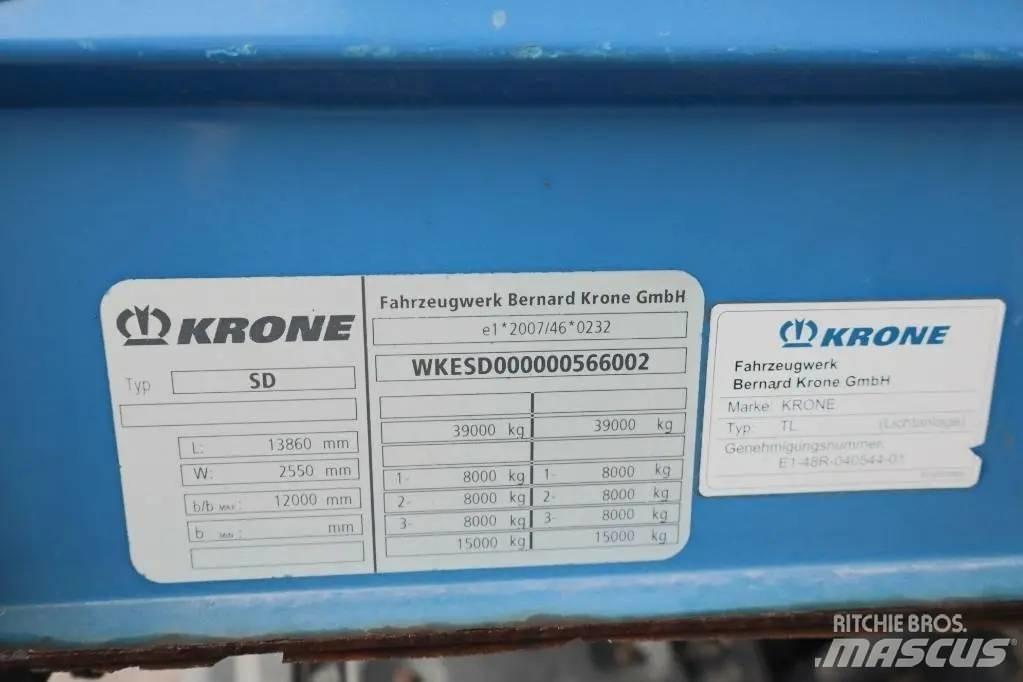 KRONE
Typ SD
L: 13860 mm
W: 2550 mm
b/b MAX: 12000 mm
b MIN: mm
Fahrzeugwerk Bernard Krone GmbH
e1*2007/46*0232
WKESD000000566002
39000 kg 39000 kg
1- 8000 kg 1- 8000 kg
2- 8000 kg 2- 8000 kg
3- 8000 kg 3- 8000 kg
15000 kg 15000 kg
KRONE
Fahrzeugwerk
Bernard Krone GmbH
Marke: KRONE
Typ: TL (Lichtanlage)
Genehmigungsnummer:
E1-48R-040544-01
RITCHIE BROS.
MASCUS